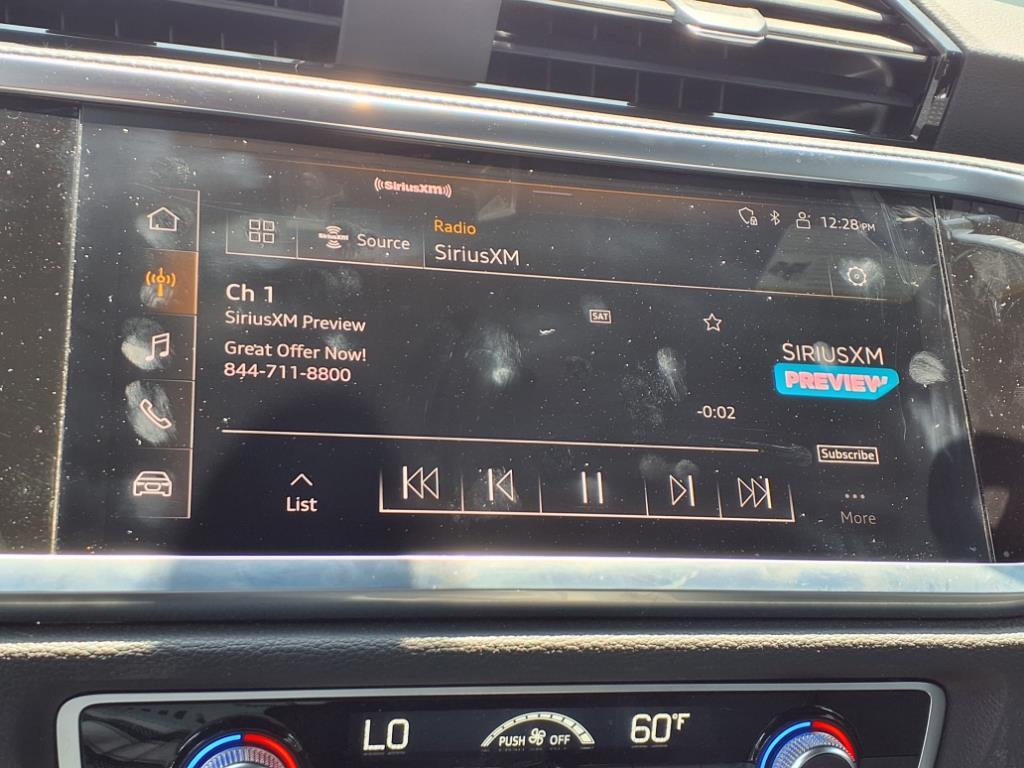 ((SiriusXM))
12:28 PM
SiriusXM
Source
Radio
SiriusXM
Ch 1
SiriusXM Preview
Great Offer Now!
844-711-8800
SAT
SIRIUSXM
PREVIEW
-0:02
Subscribe
List
More
LO
PUSH OFF
60°F